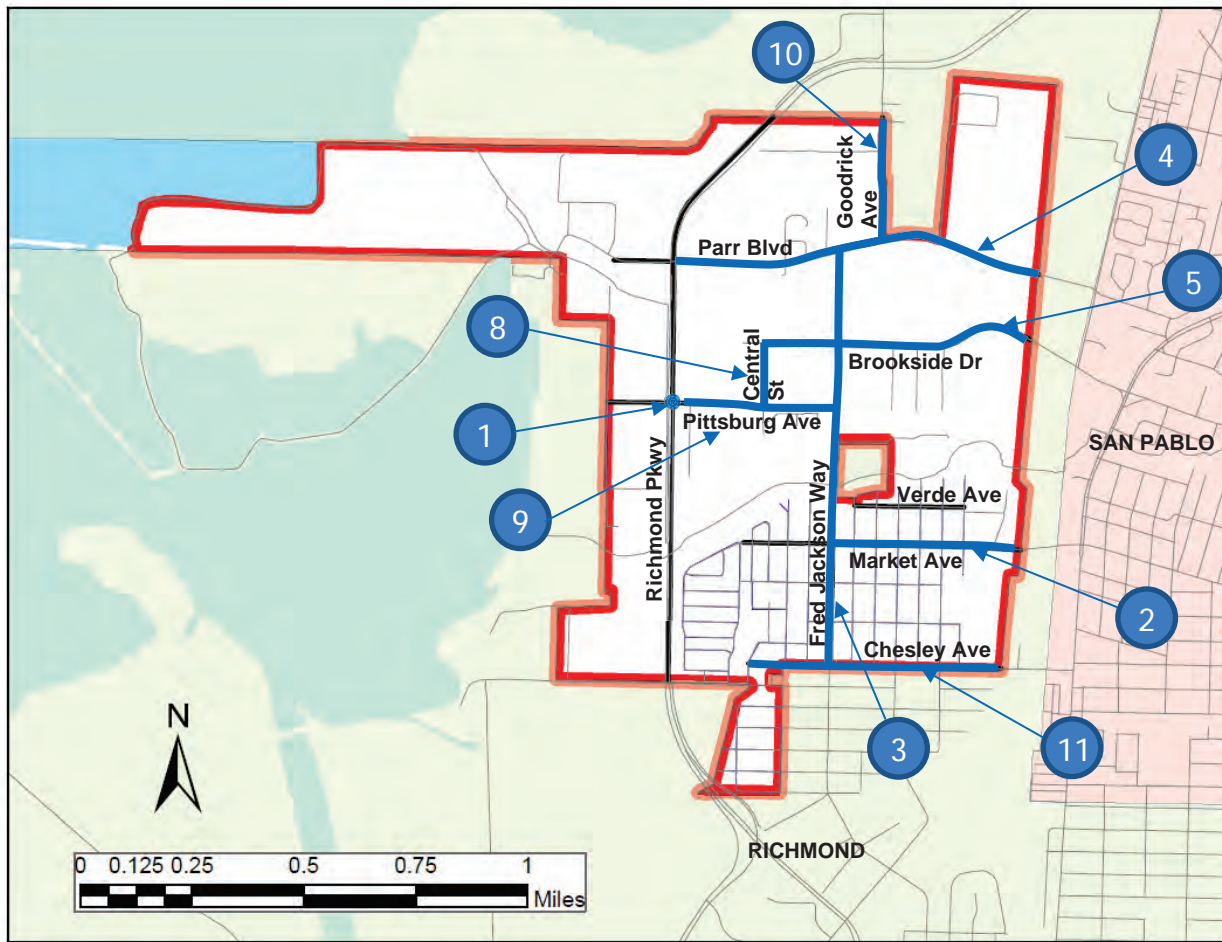 10
4
Goodrick
Ave
Parr Blvd
5
8
Central
St
Brookside Dr
1
Pittsburg Ave
SAN PABLO
9
Verde Ave
Richmond Pkwy
Fred Jackson Way
Market Ave
2
Chesley Ave
3
11
N
RICHMOND
0 0.125 0.25 0.5 0.75 1
Miles